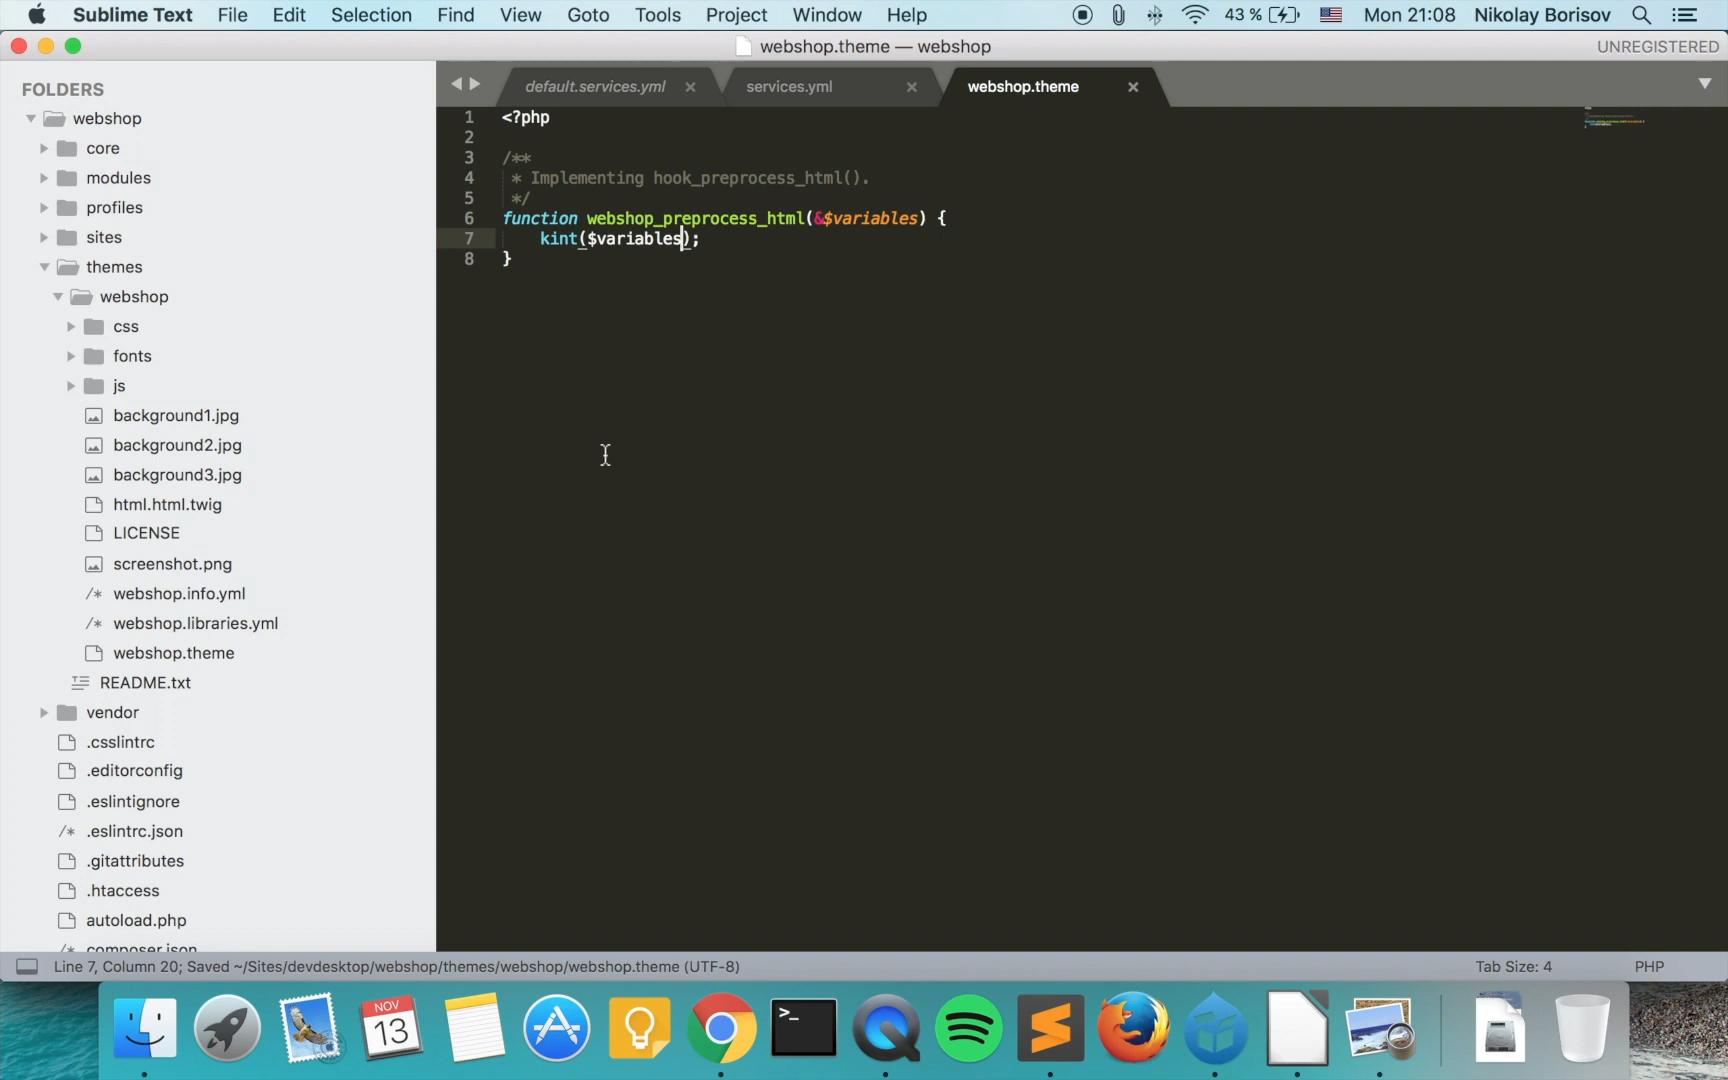 Sublime Text File Edit Selection Find View Goto Tools Project Window Help 43 % Mon 21:08 Nikolay Borisov
webshop.theme — webshop UNREGISTERED
FOLDERS
webshop
core
modules
profiles
sites
themes
webshop
css
fonts
js
background1.jpg
background2.jpg
background3.jpg
html.html.twig
LICENSE
screenshot.png
/* webshop.info.yml
/* webshop.libraries.yml
webshop.theme
README.txt
vendor
.csslintrc
.editorconfig
.eslintignore
/* .eslintrc.json
.gitattributes
.htaccess
autoload.php
/* composer.json
default.services.yml services.yml webshop.theme
1 <?php
2
3 /**
4 * Implementing hook_preprocess_html().
5 */
6 function webshop_preprocess_html(&$variables) {
7 kint($variables);
8 }
Line 7, Column 20; Saved ~/Sites/devdesktop/webshop/themes/webshop/webshop.theme (UTF-8) Tab Size: 4 PHP
NOV
13
>_